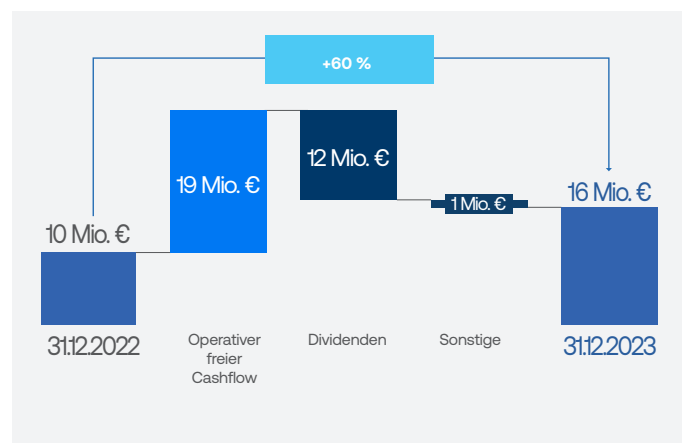 +60 %
19 Mio. €
12 Mio. €
1 Mio. €
16 Mio. €
10 Mio. €
31.12.2022
Operativer
freier
Cashflow
Dividenden
Sonstige
31.12.2023